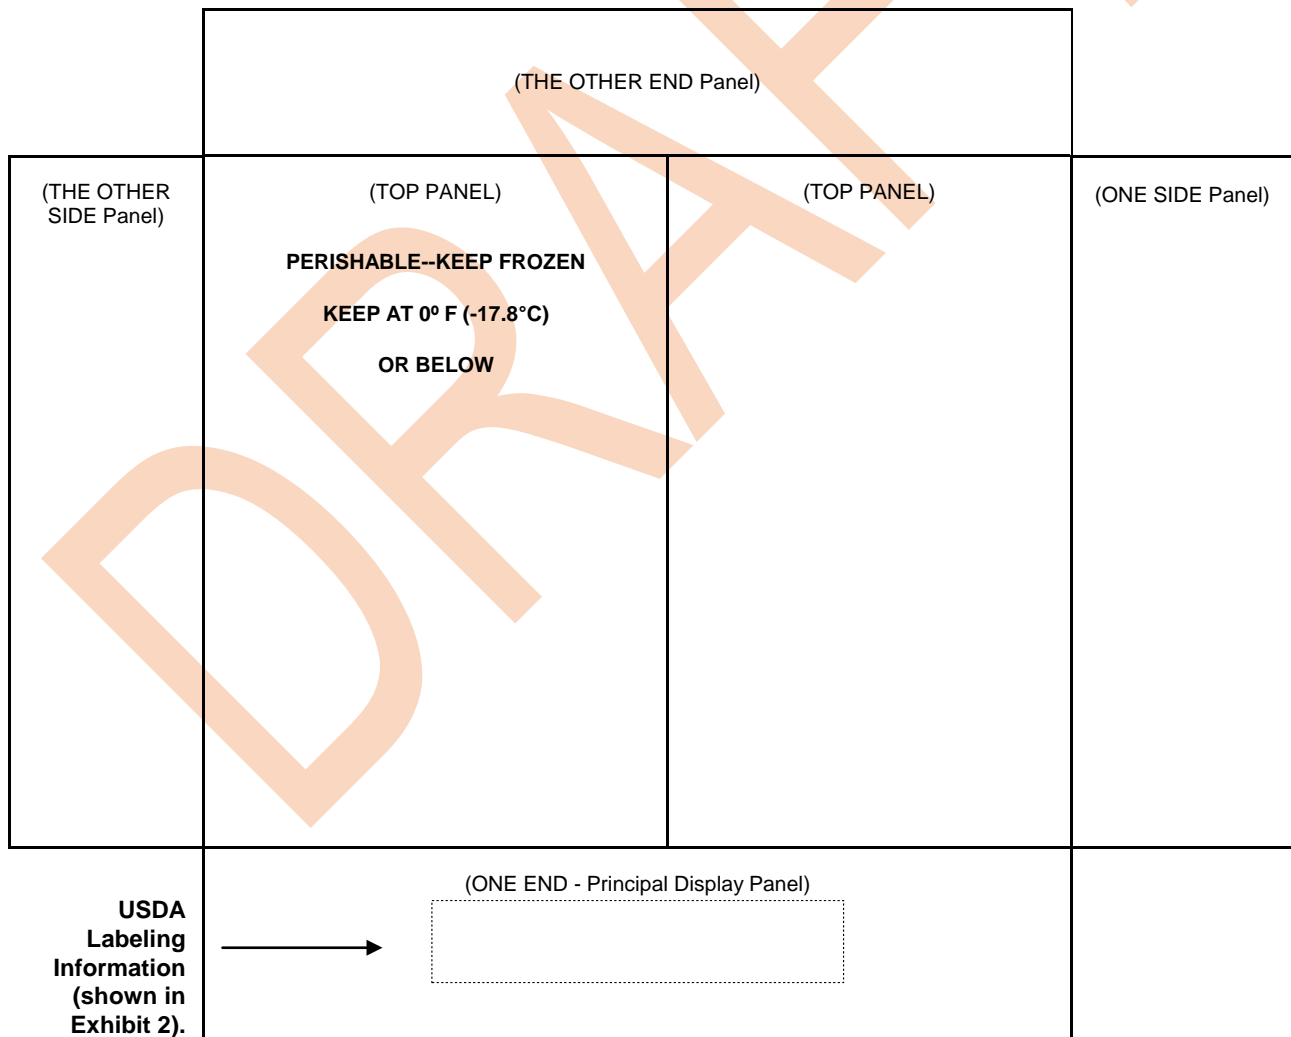 (THE OTHER END Panel)
(THE OTHER
SIDE Panel)
(TOP PANEL)
PERISHABLE--KEEP FROZEN
KEEP AT 0º F (-17.8°C)
OR BELOW
(TOP PANEL)
(ONE SIDE Panel)
(ONE END - Principal Display Panel)
USDA
Labeling
Information
(shown in
Exhibit 2).
DRAF